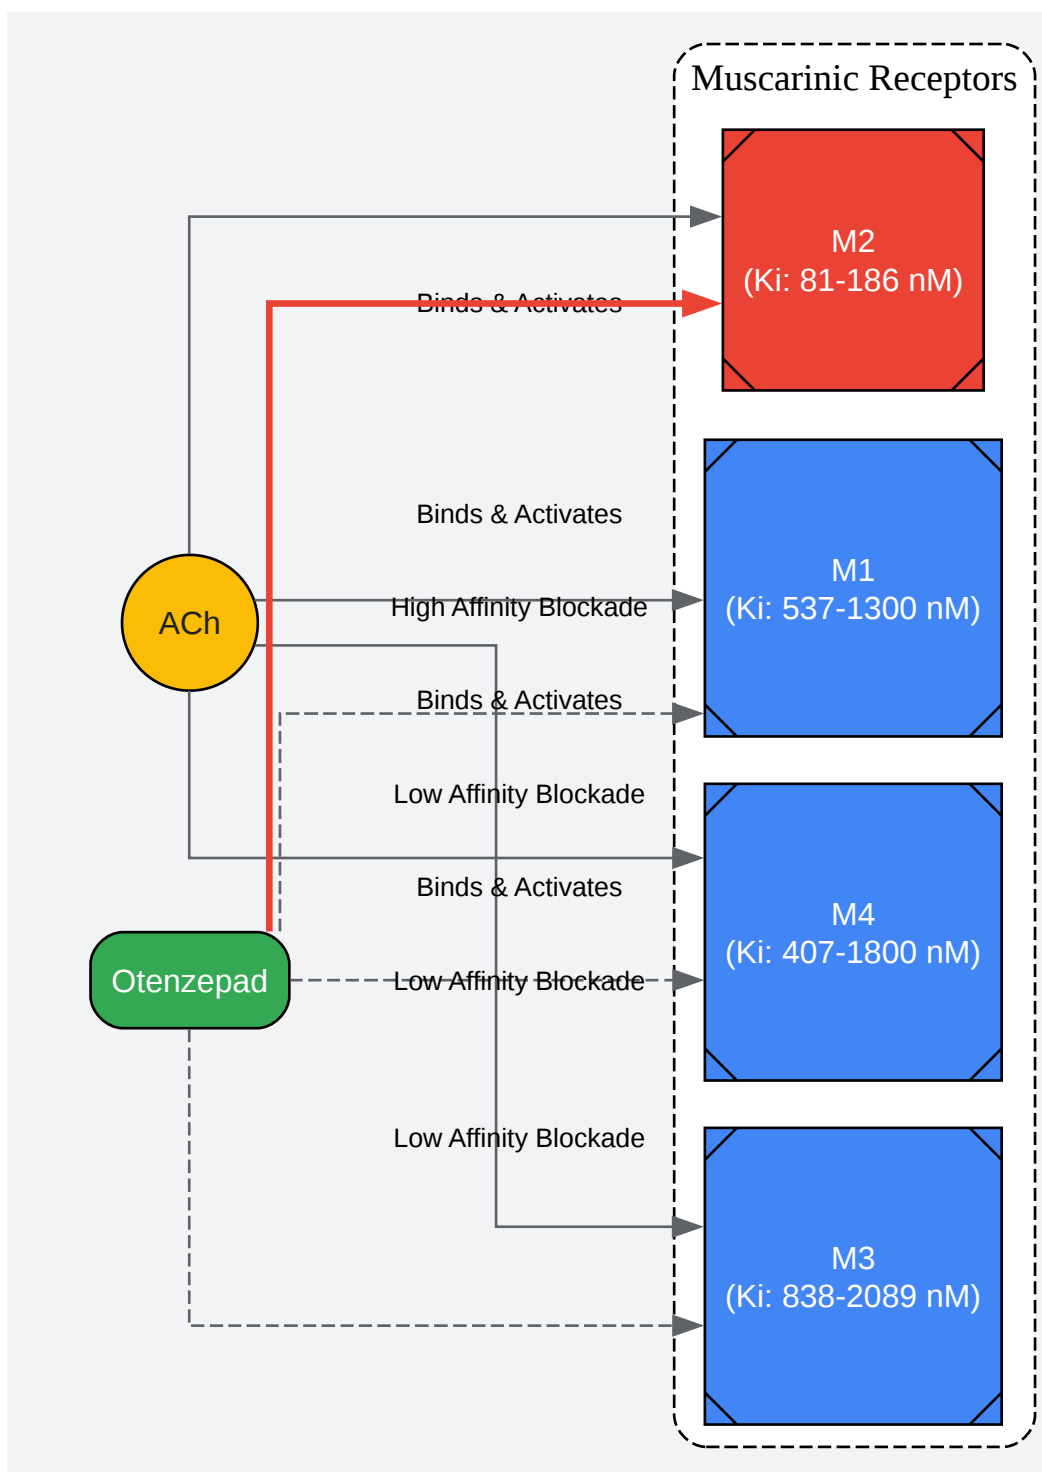 Muscarinic Receptors
M2
(Ki: 81-186 nM)
Binds & Activates
Binds & Activates
M1
(Ki: 537-1300 nM)
High Affinity Blockade
ACh
Binds & Activates
Low Affinity Blockade
Binds & Activates
M4
(Ki: 407-1800 nM)
Otenzepad
Low Affinity Blockade
Low Affinity Blockade
M3
(Ki: 838-2089 nM)